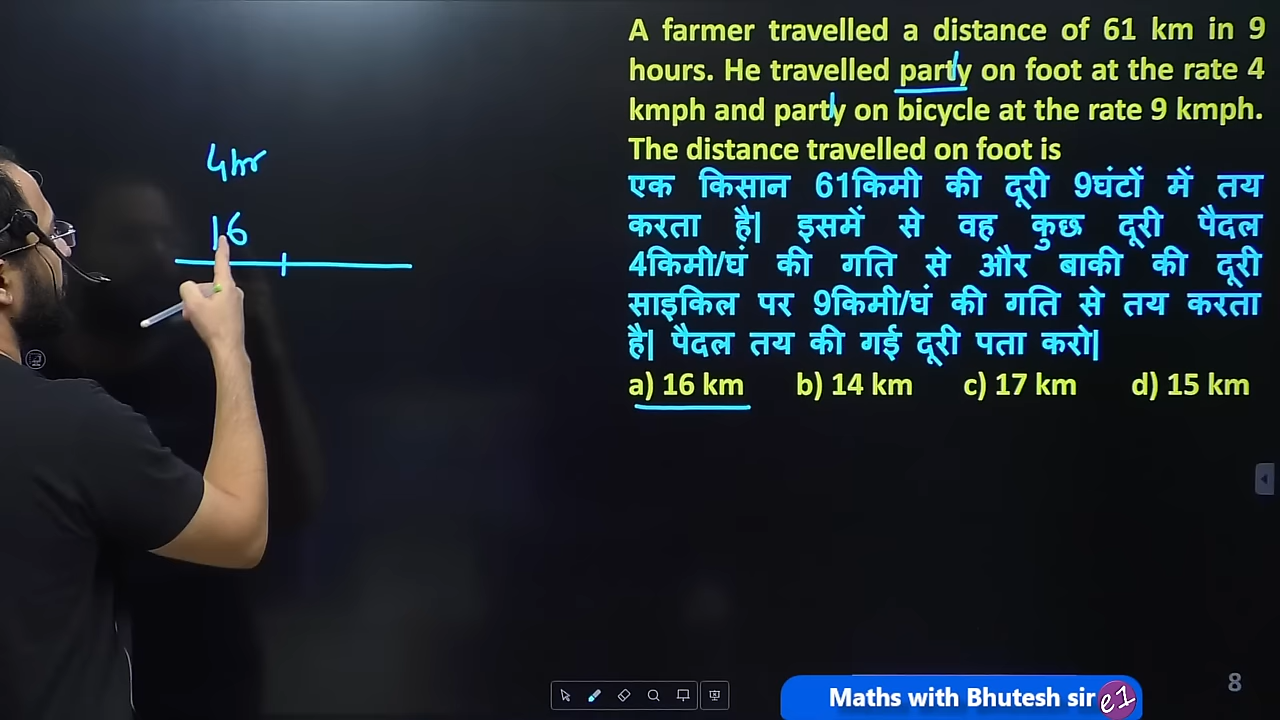 A farmer travelled a distance of 61 km in 9
hours. He travelled party on foot at the rate 4
kmph and party on bicycle at the rate 9 kmph.
The distance travelled on foot is
एक किसान 61किमी की दूरी 9घंटों में तय
करता है| इसमें से वह कुछ दूरी पैदल
4किमी/घं की गति से और बाकी की दूरी
साइकिल पर 9किमी/घं की गति से तय करता
है| पैदल तय की गई दूरी पता करो|
a) 16 km b) 14 km c) 17 km d) 15 km
4hr
16
8
Maths with Bhutesh sir e1